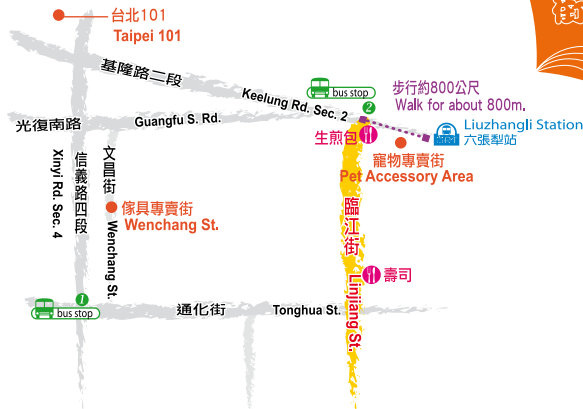 台北101
Taipei 101
基隆路二段
Keelung Rd. Sec. 2
bus stop
2
步行約800公尺
Walk for about 800m.
Liuzhangli Station
六張犁站
光復南路
Guangfu S. Rd.
生煎包
寵物專賣街
Pet Accessory Area
Xinyi Rd. Sec. 4
信義路四段
文昌街
Wenchang St.
傢具專賣街
Wenchang St.
臨江街
Linjiang St.
壽司
1
bus stop
通化街
Tonghua St.